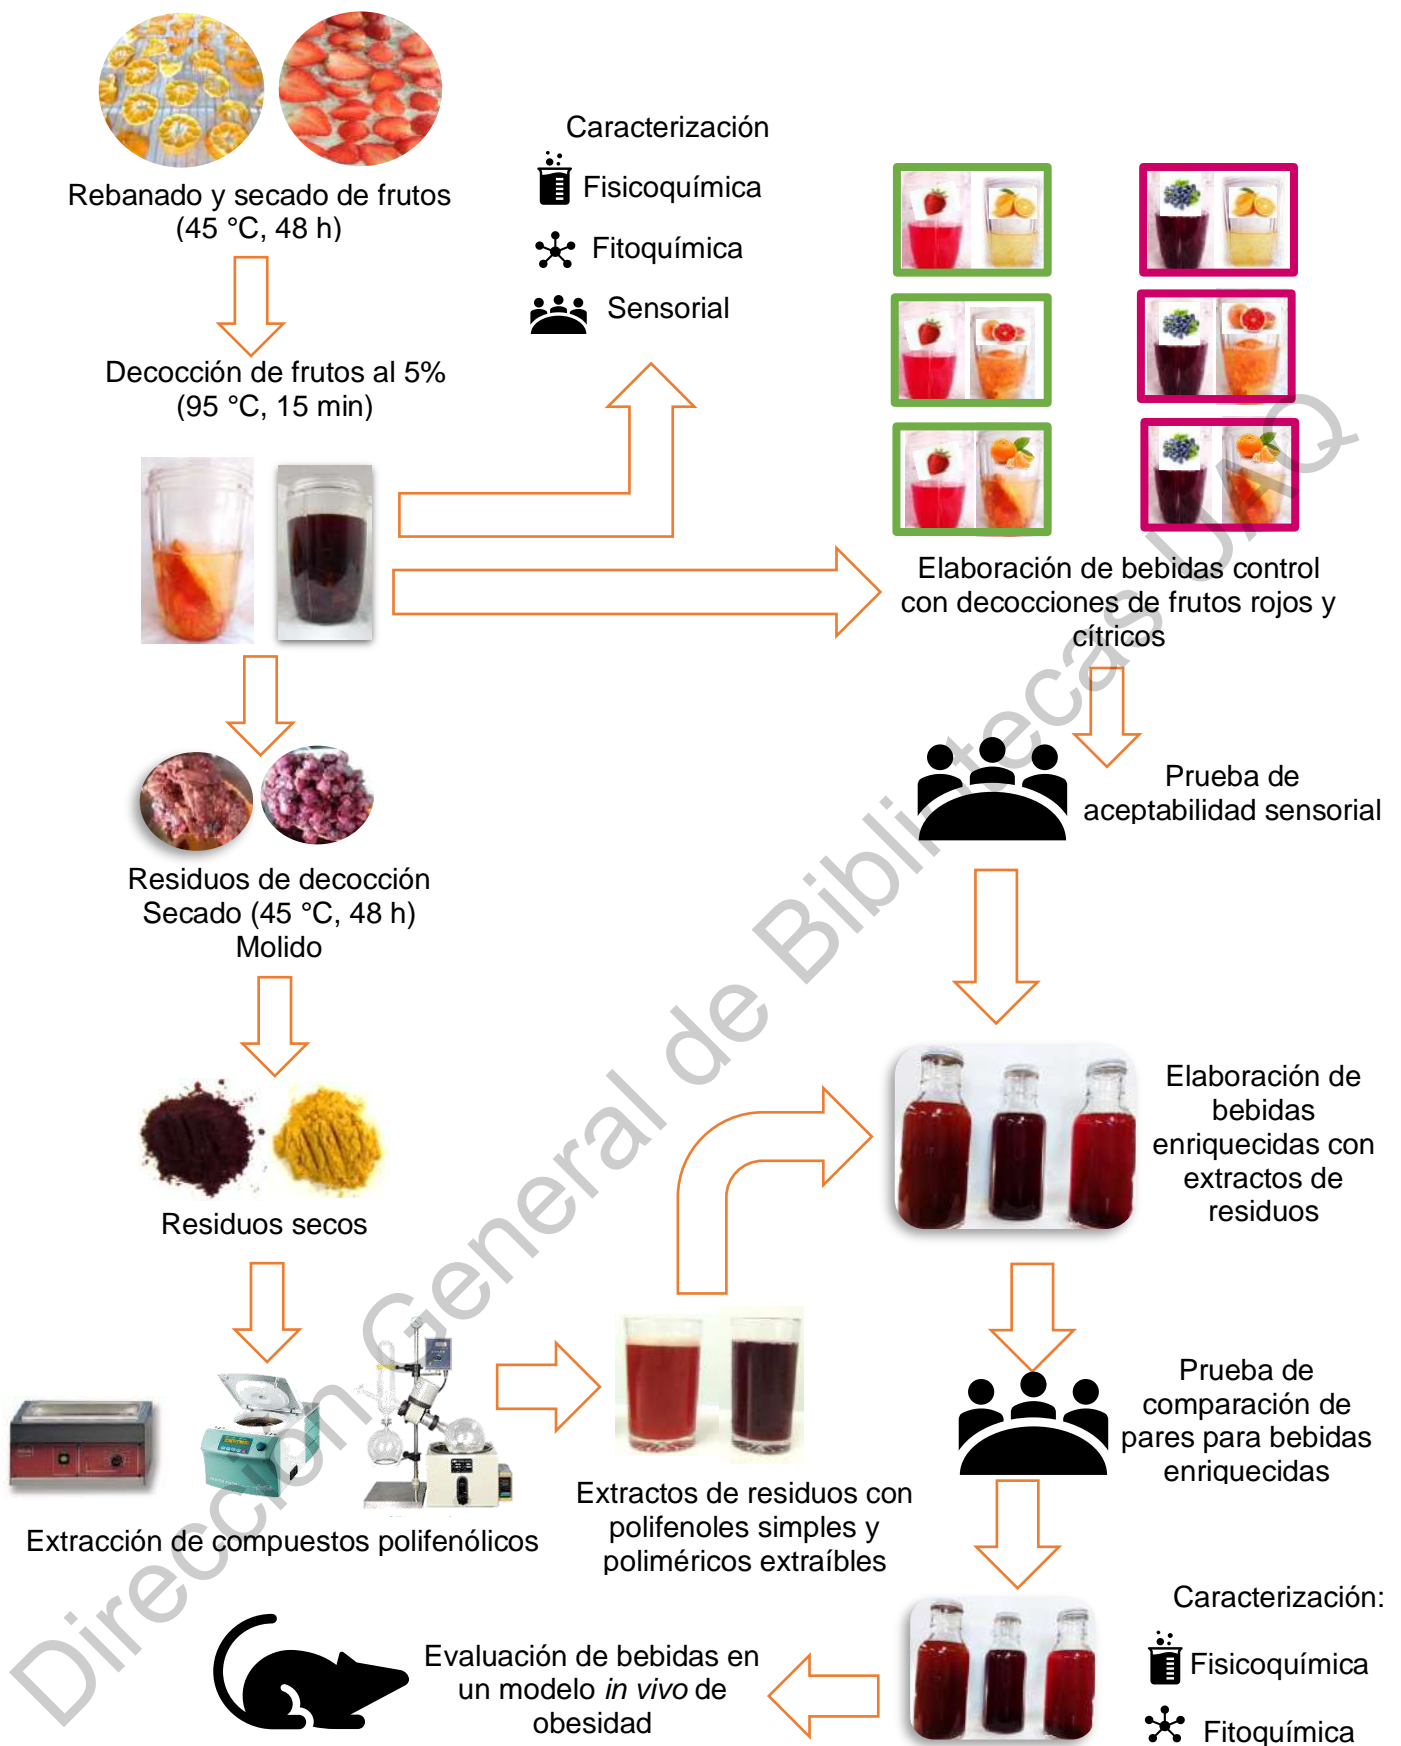 Rebanado y secado de frutos
(45 °C, 48 h)
Decocción de frutos al 5%
(95 °C, 15 min)
Caracterización
Fisicoquímica
Fitoquímica
Sensorial
Elaboración de bebidas control
con decocciones de frutos rojos y
cítricos
Prueba de
aceptabilidad sensorial
Residuos de decocción
Secado (45 °C, 48 h)
Molido
Residuos secos
Extracción de compuestos polifenólicos
Extractos de residuos con
polifenoles simples y
poliméricos extraíbles
Elaboración de
bebidas
enriquecidas con
extractos de
residuos
Prueba de
comparación de
pares para bebidas
enriquecidas
Caracterización:
Fisicoquímica
Fitoquímica
Evaluación de bebidas en
un modelo in vivo de
obesidad
Dirección General de Bibliotecas UAQ